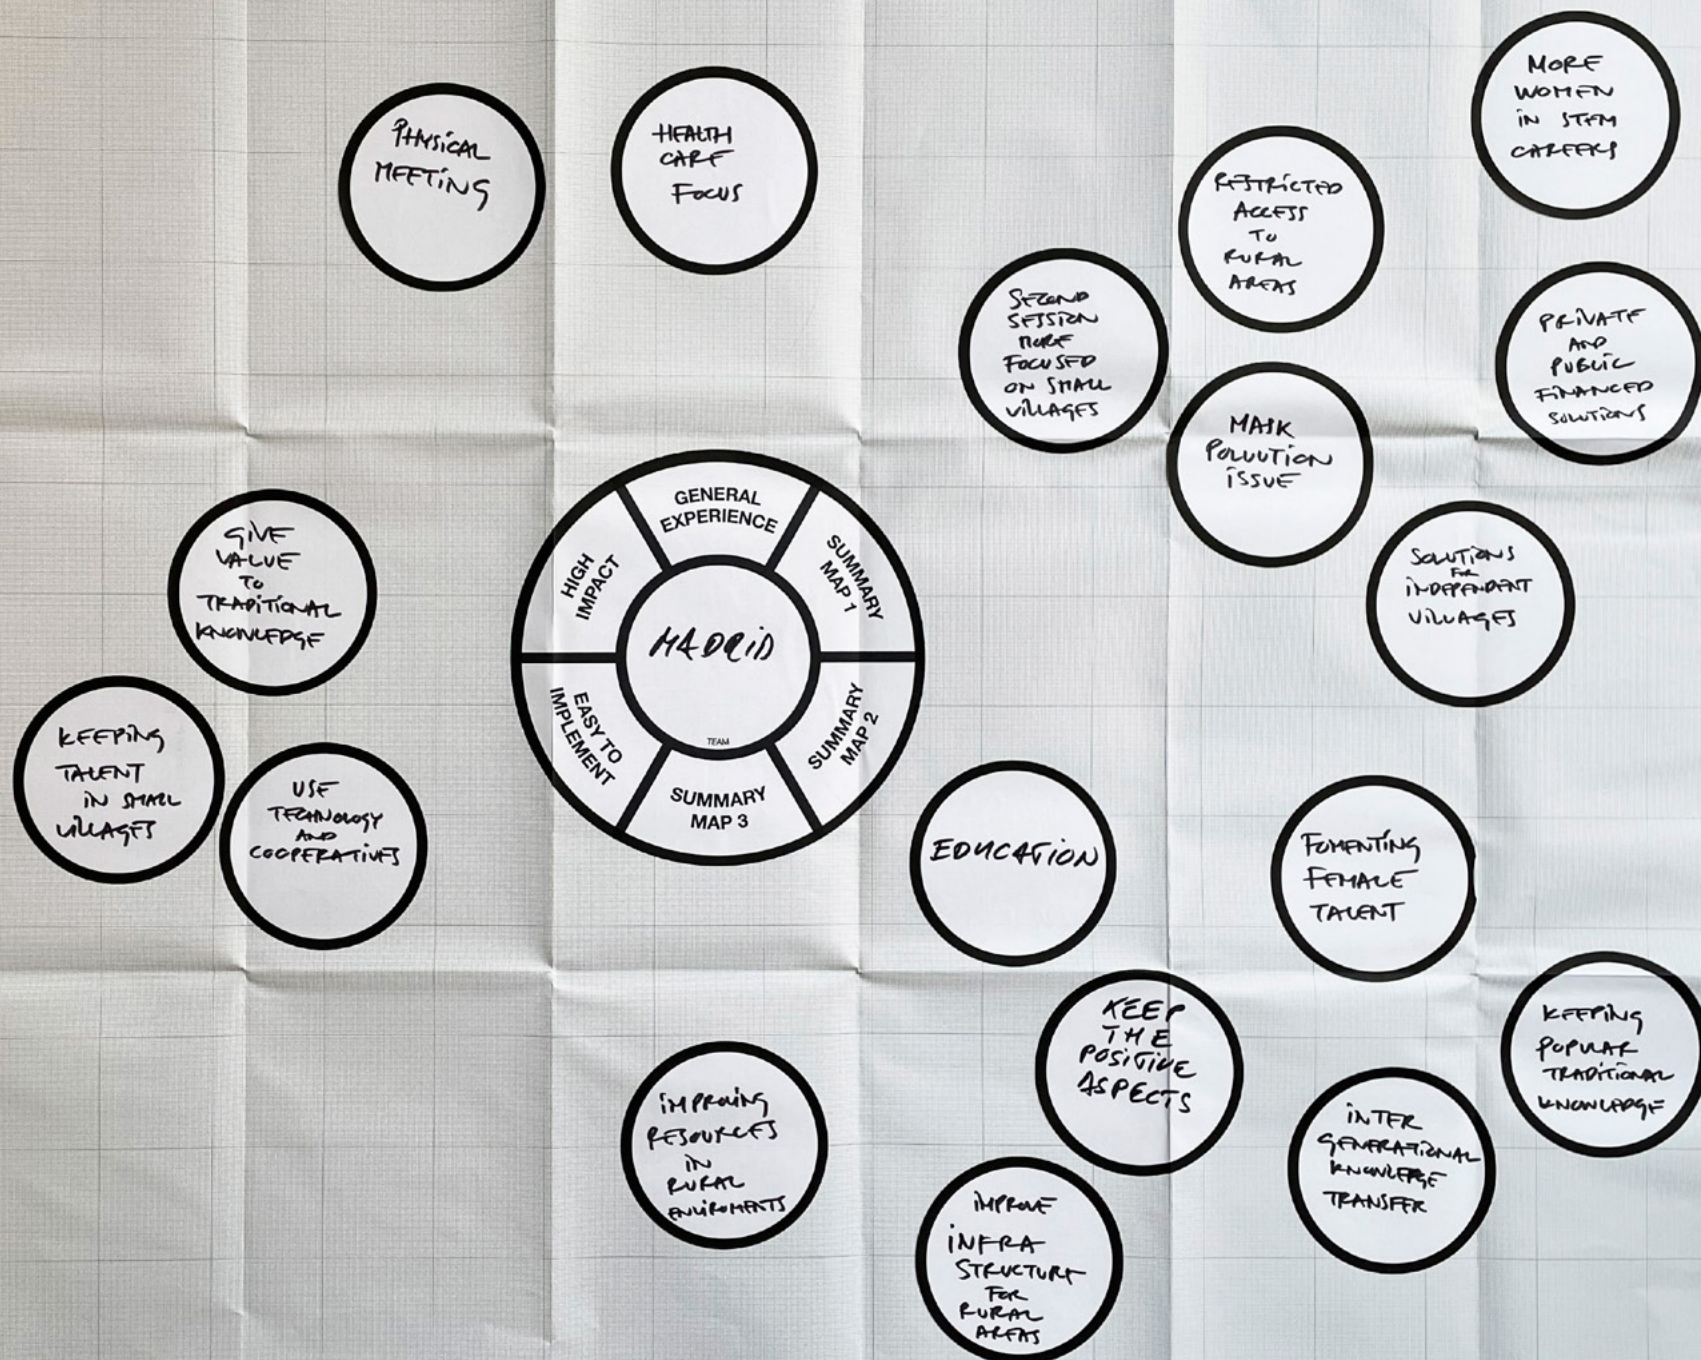 PHYSICAL
MEETING
HEALTH
CARE
FOCUS
MORE
WOMEN
IN STEM
CAREERS
RESTRICTED
ACCESS
TO
RURAL
AREAS
SECOND
SESSION
MORE
FOCUSED
ON SMALL
VILLAGES
PRIVATE
AND
PUBLIC
FINANCED
SOLUTIONS
MASK
POLLUTION
ISSUE
SOLUTIONS
FOR
INDEPENDENT
VILLAGES
GIVE
VALUE
TO
TRADITIONAL
KNOWLEDGE
GENERAL
EXPERIENCE
SUMMARY
MAP 1
SUMMARY
MAP 2
SUMMARY
MAP 3
EASY TO
IMPLEMENT
HIGH
IMPACT
MADRID
TEAM
KEEPING
TALENT
IN SMALL
VILLAGES
USE
TECHNOLOGY
AND
COOPERATIVES
EDUCATION
FOMENTING
FEMALE
TALENT
KEEP
THE
POSITIVE
ASPECTS
KEEPING
POPULAR
TRADITIONAL
KNOWLEDGE
IMPROVING
RESOURCES
IN
RURAL
ENVIROMENTS
INTER
GENERATIONAL
KNOWLEDGE
TRANSFER
IMPROVE
INFRA
STRUCTURE
FOR
RURAL
AREAS